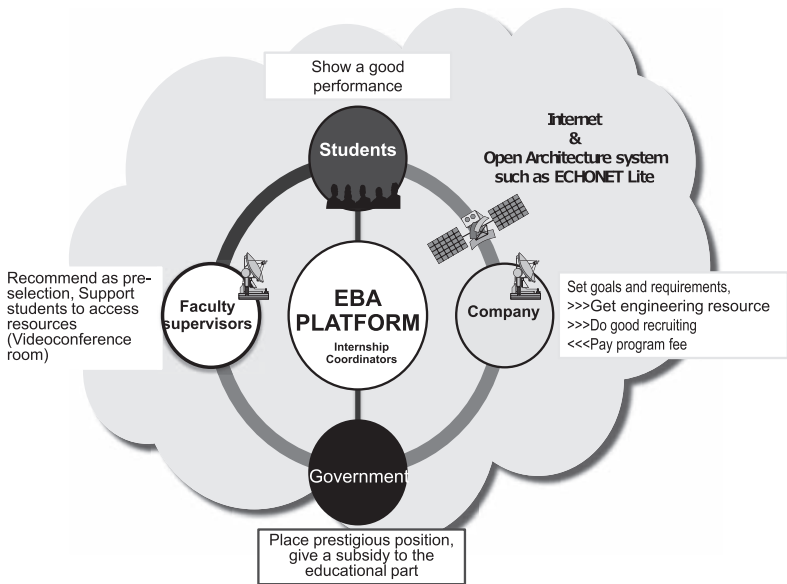 Show a good
performance
Students
Internet
&
Open Architecture system
such as ECHONET Lite
Recommend as pre-
selection, Support
students to access
resources
(Videoconference
room)
Faculty
supervisors
EBA
PLATFORM
Internship
Coordinators
Company
Set goals and requirements,
>>>Get engineering resource
>>>Do good recruiting
<<<Pay program fee
Government
Place prestigious position,
give a subsidy to the
educational part